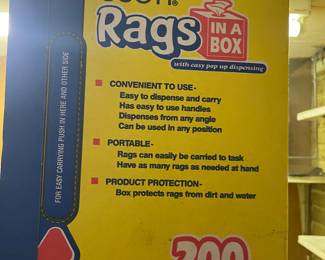 SCOTT®
Rags
IN A
BOX
with easy pop up dispensing
CONVENIENT TO USE-
Easy to dispense and carry
Has easy to use handles
Dispenses from any angle
Can be used in any position
PORTABLE-
Rags can easily be carried to task
Have as many rags as needed at hand
PRODUCT PROTECTION-
Box protects rags from dirt and water
200
FOR EASY CARRYING PUSH IN HERE AND OTHER SIDE